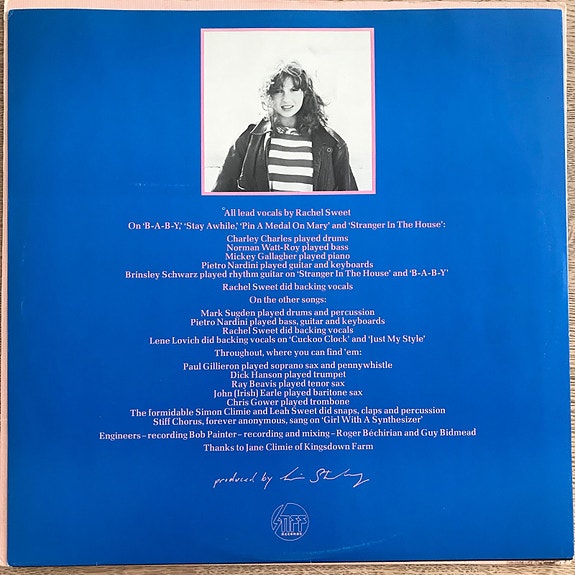 All lead vocals by Rachel Sweet
On 'B-A-B-Y,' 'Stay Awhile,' 'Pin A Medal On Mary' and 'Stranger In The House':
Charley Charles played drums
Norman Watt-Roy played bass
Mickey Gallagher played piano
Pietro Nardini played guitar and keyboards
Brinsley Schwarz played rhythm guitar on 'Stranger In The House' and 'B-A-B-Y'
Rachel Sweet did backing vocals
On the other songs:
Mark Sugden played drums and percussion
Pietro Nardini played bass, guitar and keyboards
Rachel Sweet did backing vocals
Lene Lovich did backing vocals on 'Cuckoo Clock' and 'Just My Style'
Throughout, where you can find 'em:
Paul Gillieron played soprano sax and pennywhistle
Dick Hanson played trumpet
Ray Beavis played tenor sax
John (Irish) Earle played baritone sax
Chris Gower played trombone
The formidable Simon Climie and Leah Sweet did snaps, claps and percussion
Stiff Chorus, forever anonymous, sang on 'Girl With A Synthesizer'
Engineers – recording Bob Painter – recording and mixing – Roger Béchirian and Guy Bidmead
Thanks to Jane Climie of Kingsdown Farm
produced by
STIFF
RECORDS